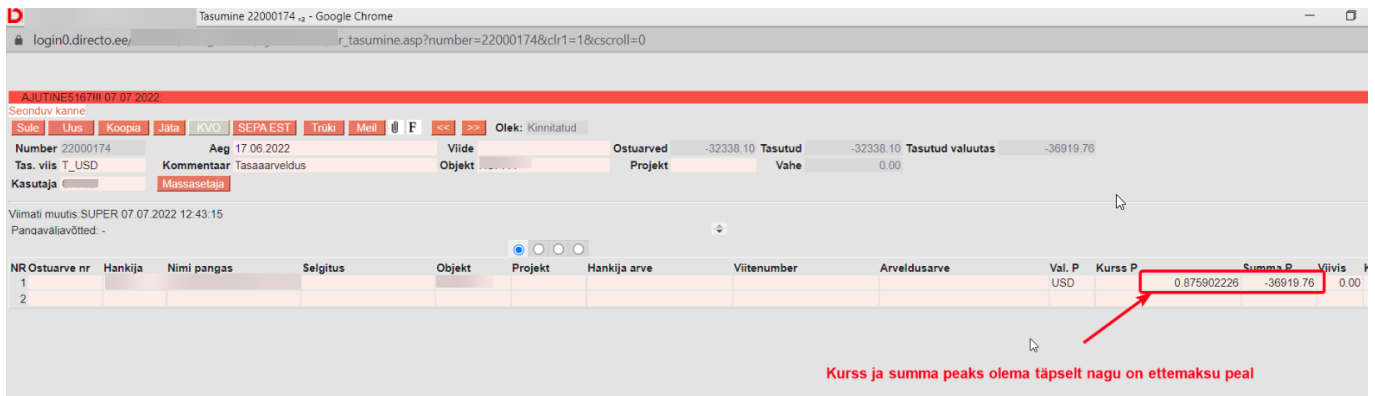 Tasumine 22000174 v2 - Google Chrome
login0.directo.ee/ r_tasumine.asp?number=22000174&clr1=1&cscroll=0
AJUTINE5167III 07.07.2022:
Seonduv kanne
Sule Uus Koopia Jäta KVO SEPA EST Trüki Meil F << >> Olek: Kinnitatud
Number 22000174 Aeg 17.06.2022 Viide Ostuarved -32338.10 Tasutud -32338.10 Tasutud valuutas -36919.76
Tas. viis T_USD Kommentaar Tasaaarveldus Objekt Projekt Vahe 0.00
Kasutaja Massasetaja
Viimati muutis:SUPER 07.07.2022 12:43:15
Pangaväljavõtted: -
NR Ostuarve nr Hankija Nimi pangas Selgitus Objekt Projekt Hankija arve Viitenumber Arveldusarve Val. P Kurss P Summa P Viivis
1 USD 0.875902226 -36919.76 0.00
2
Kurss ja summa peaks olema täpselt nagu on ettemaksu peal